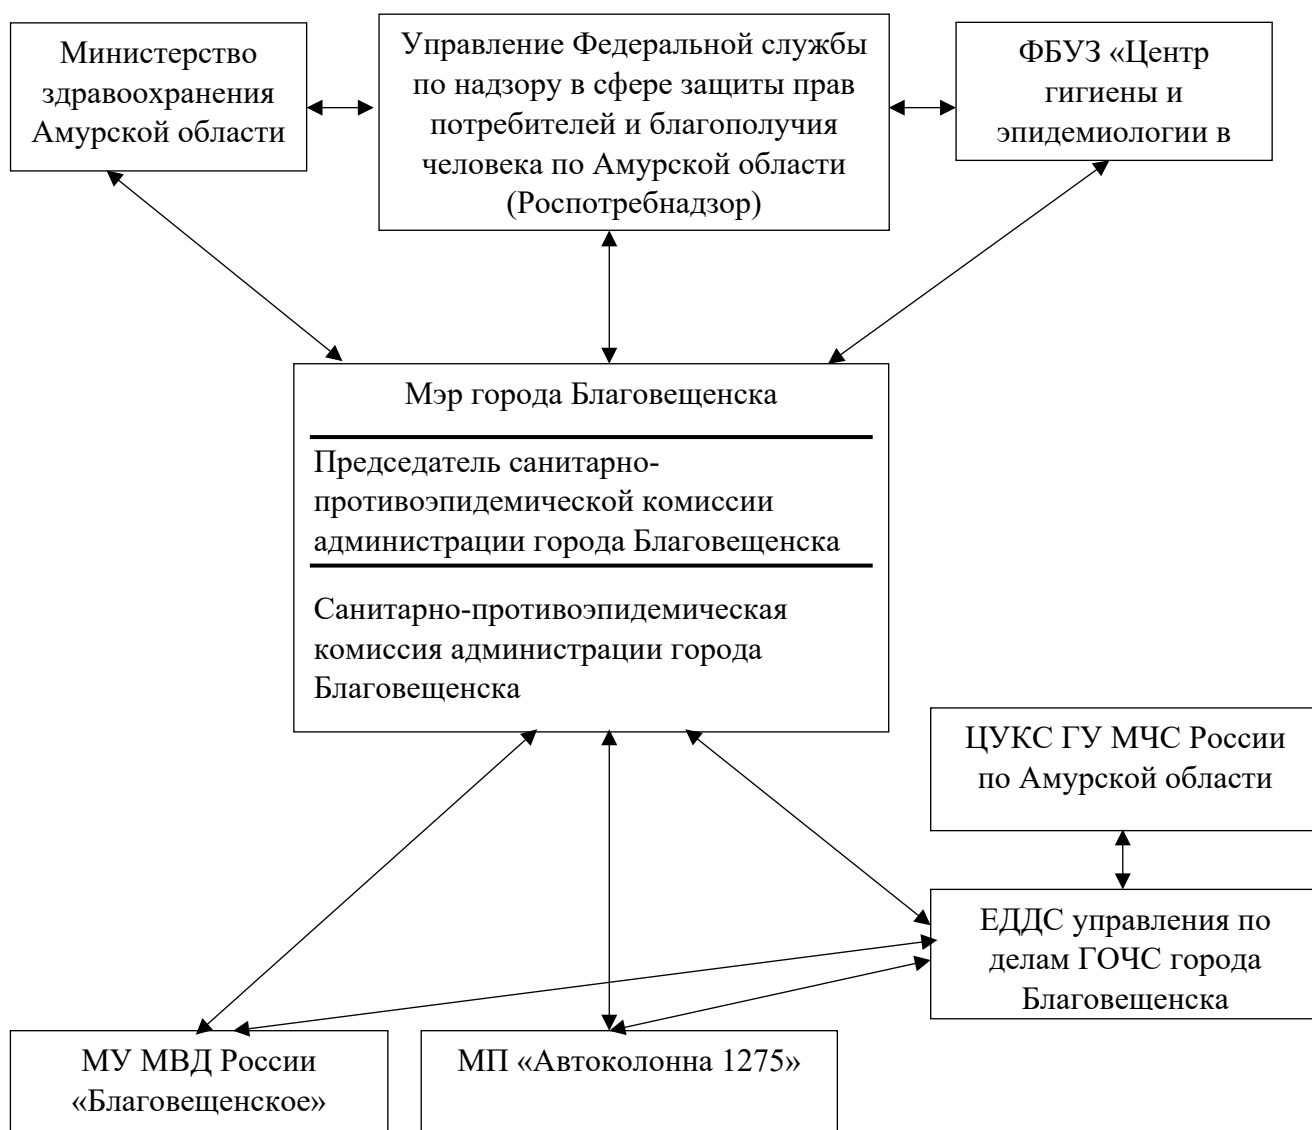 Министерство
здравоохранения
Амурской области
Управление Федеральной службы
по надзору в сфере защиты прав
потребителей и благополучия
человека по Амурской области
(Роспотребнадзор)
ФБУЗ «Центр
гигиены и
эпидемиологии в
Мэр города Благовещенска
Председатель санитарно-
противоэпидемической комиссии
администрации города Благовещенска
Санитарно-противоэпидемическая
комиссия администрации города
Благовещенска
ЦУКС ГУ МЧС России
по Амурской области
ЕДДС управления по
делам ГОЧС города
Благовещенска
МУ МВД России
«Благовещенское»
МП «Автоколонна 1275»